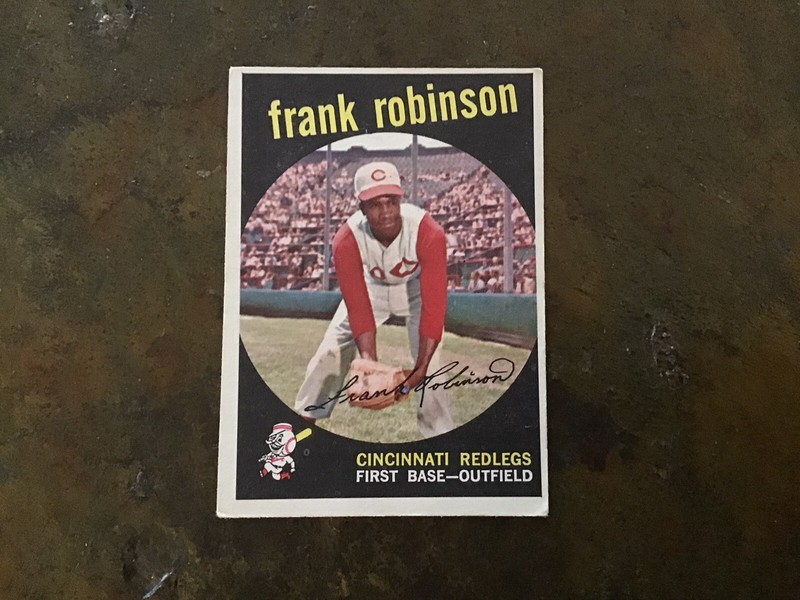 frank robinson
C
Frank Robinson
CINCINNATI REDLEGS
FIRST BASE—OUTFIELD